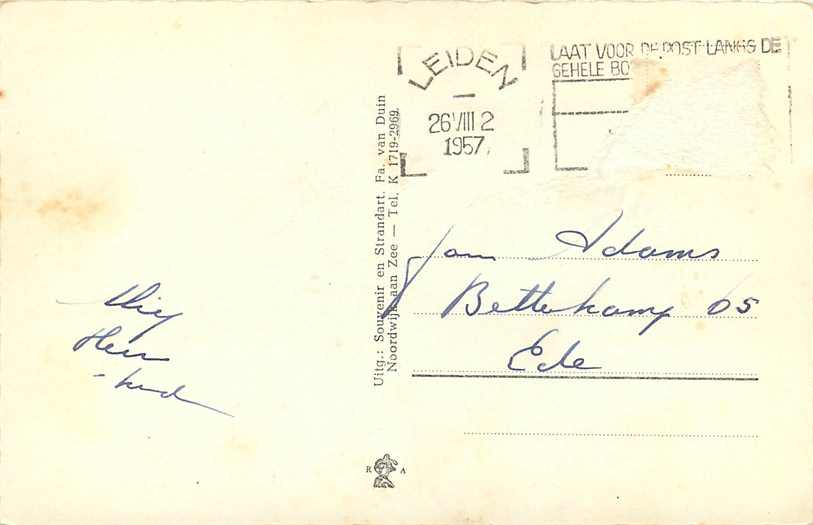 LEIDEN
26 VIII 2
1957
LAAT VOOR DE POST LANGS DE
GEHELE BO
Uitg.: Souvenir en Strandart. Fa. van Duin
Noordwijk aan Zee — Tel. K 1719-2969.
Jan Adams
Bettekamp 65
Ede
R A